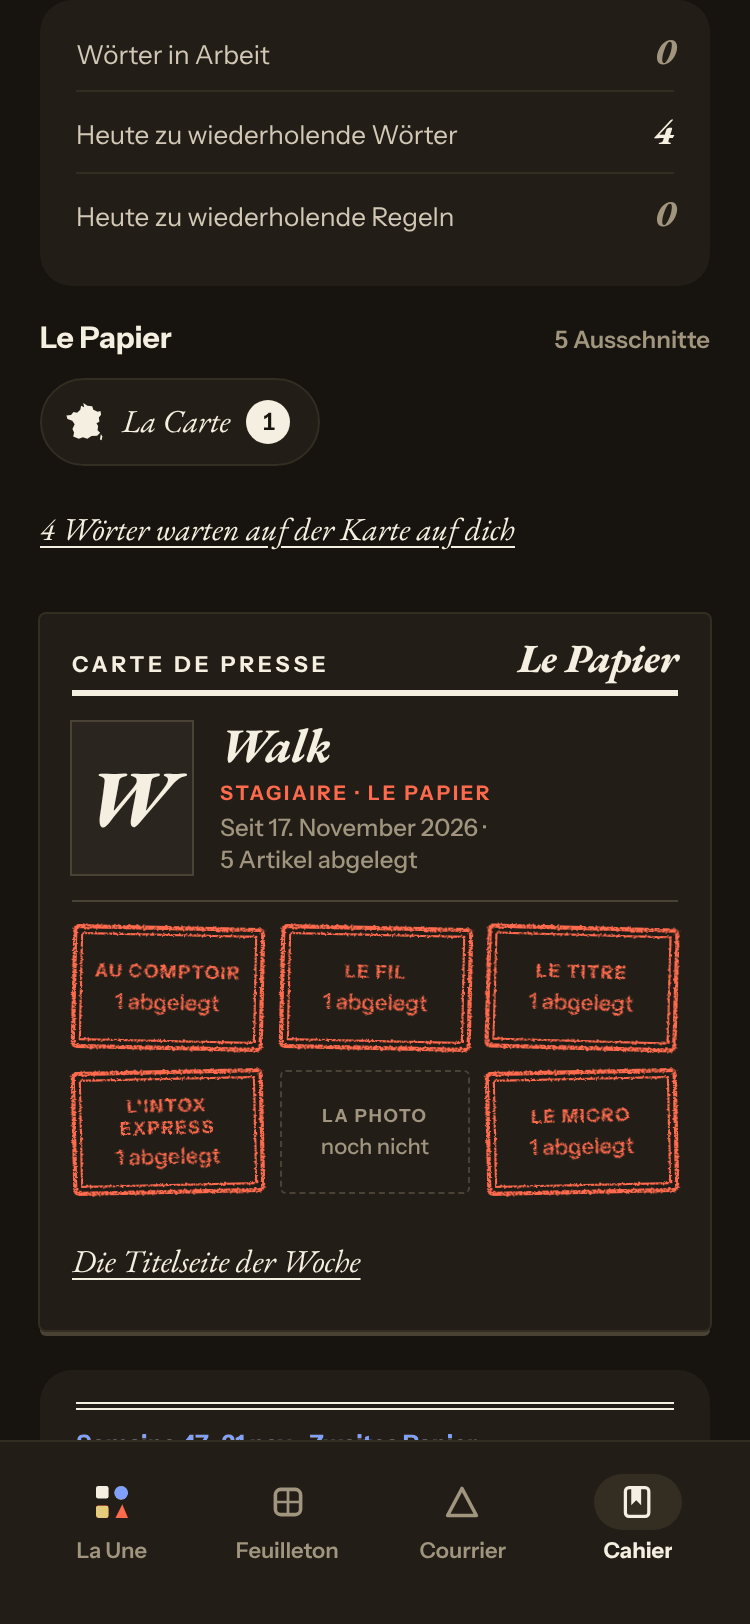 Wörter in Arbeit 0
Heute zu wiederholende Wörter 4
Heute zu wiederholende Regeln 0
Le Papier 5 Ausschnitte
La Carte 1
4 Wörter warten auf der Karte auf dich
CARTE DE PRESSE Le Papier
W
Walk
STAGIAIRE · LE PAPIER
Seit 17. November 2026 ·
5 Artikel abgelegt
AU COMPTOIR
1 abgelegt
LE FIL
1 abgelegt
LE TITRE
1 abgelegt
L'INTOX
EXPRESS
1 abgelegt
LA PHOTO
noch nicht
LE MICRO
1 abgelegt
Die Titelseite der Woche
La Une Feuilleton Courrier Cahier